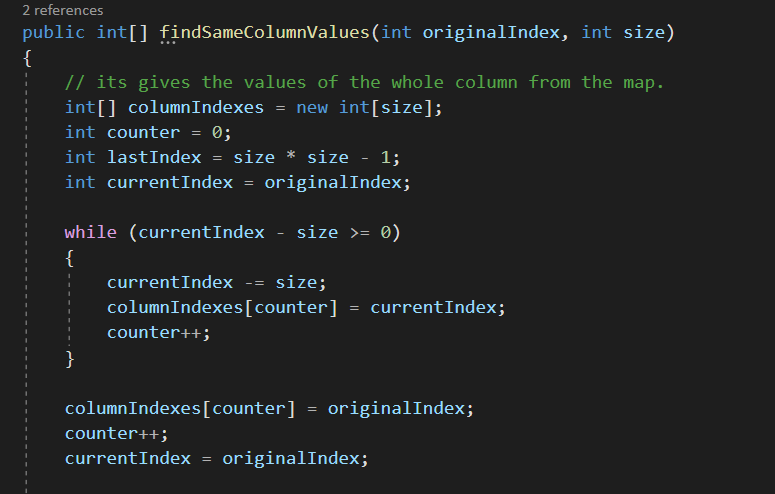 2 references
public int[] findSameColumnValues(int originalIndex, int size)
{
// its gives the values of the whole column from the map.
int[] columnIndexes = new int[size];
int counter = 0;
int lastIndex = size * size - 1;
int currentIndex = originalIndex;
while (currentIndex - size >= 0)
{
currentIndex -= size;
columnIndexes[counter] = currentIndex;
counter++;
}
columnIndexes[counter] = originalIndex;
counter++;
currentIndex = originalIndex;